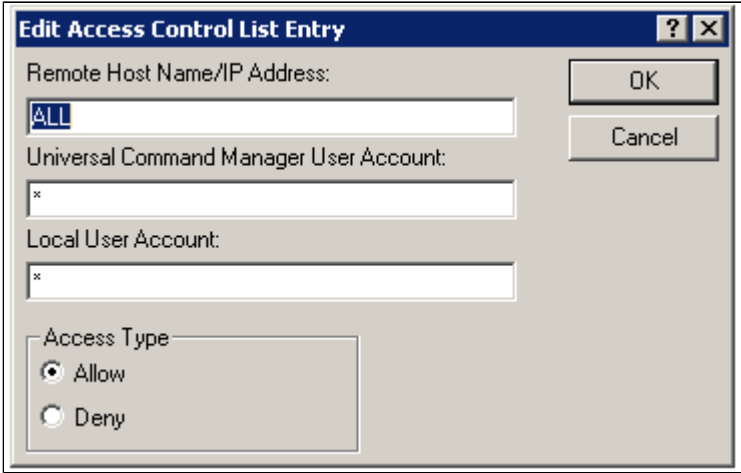 Edit Access Control List Entry
Remote Host Name/IP Address:
OK
ALL
Cancel
Universal Command Manager User Account:
*
Local User Account:
*
Access Type
Allow
Deny